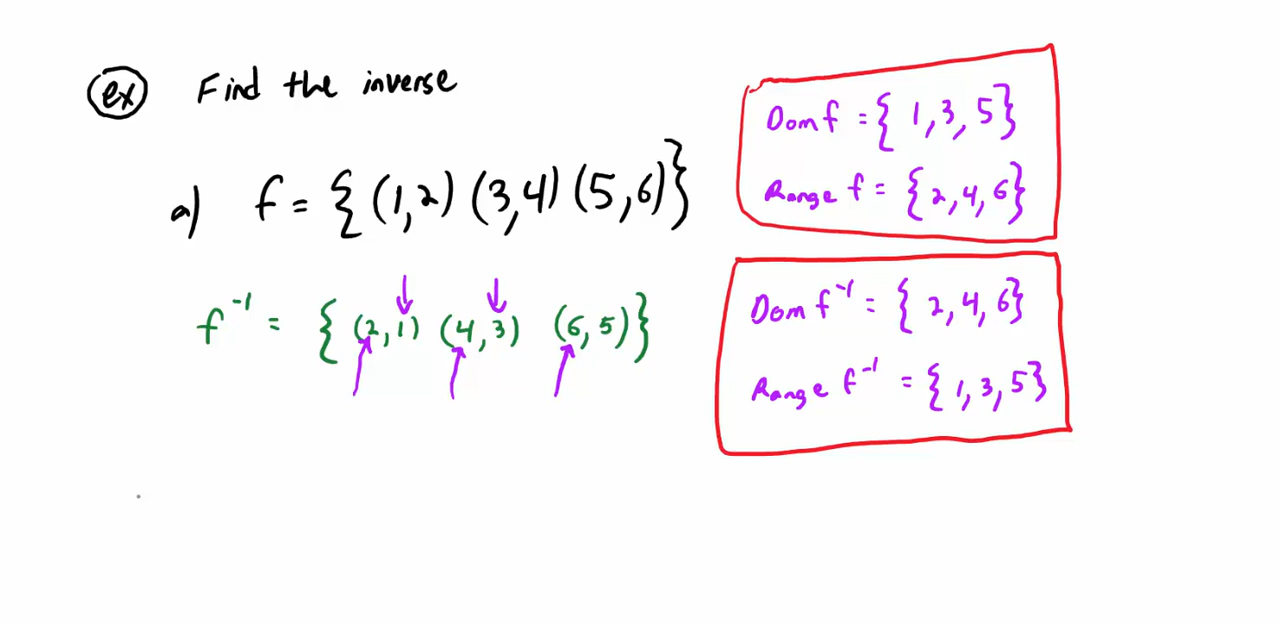 ex Find the inverse
a) f = { (1,2) (3,4) (5,6) }
Dom f = { 1, 3, 5 }
Range f = { 2, 4, 6 }
f⁻¹ = { (2,1) (4,3) (6,5) }
Dom f⁻¹ = { 2, 4, 6 }
Range f⁻¹ = { 1, 3, 5 }